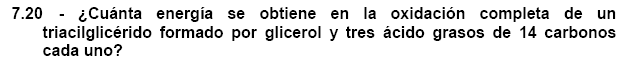 7.20 - ¿Cuánta energía se obtiene en la oxidación completa de un
triacilglicérido formado por glicerol y tres ácido grasos de 14 carbonos
cada uno?